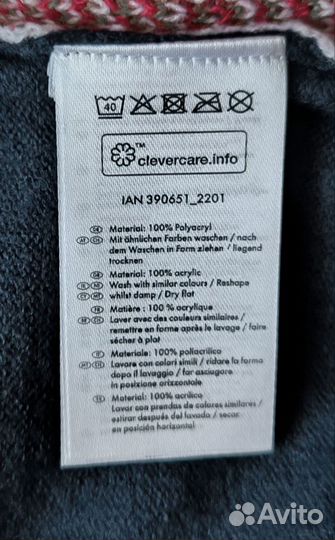 40
™
clevercare.info
IAN 390651_2201
Material: 100% Polyacryl
Mit ähnlichen Farben waschen / nach
dem Waschen in Form ziehen / liegend
trocknen
Material: 100% acrylic
Wash with similar colours / Reshape
whilst damp / Dry flat
Matière : 100% acrylique
Laver avec des couleurs similaires /
remettre en forme après le lavage / faire
sécher à plat
Materiale: 100% poliacrilico
Lavare con colori simili / ridare la forma
dopo il lavaggio / far asciugare
in posizione orizzontale
Material: 100% acrílico
Lavar con prendas de colores similares /
estirar después del lavado / secar
en posición horizontal
Avito